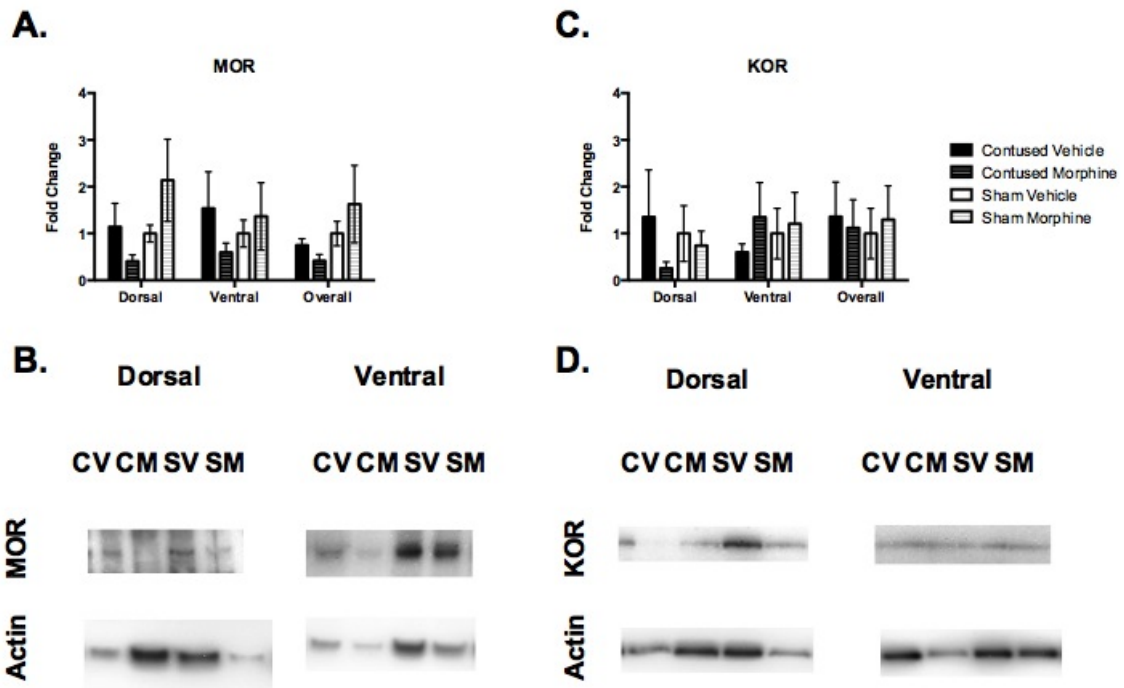 A.
MOR
4
3
2
1
0
Fold Change
Dorsal Ventral Overall
C.
KOR
4
3
2
1
0
Fold Change
Dorsal Ventral Overall
Contused Vehicle
Contused Morphine
Sham Vehicle
Sham Morphine
B.
Dorsal Ventral
CV CM SV SM CV CM SV SM
MOR
Actin
D.
Dorsal Ventral
CV CM SV SM CV CM SV SM
KOR
Actin